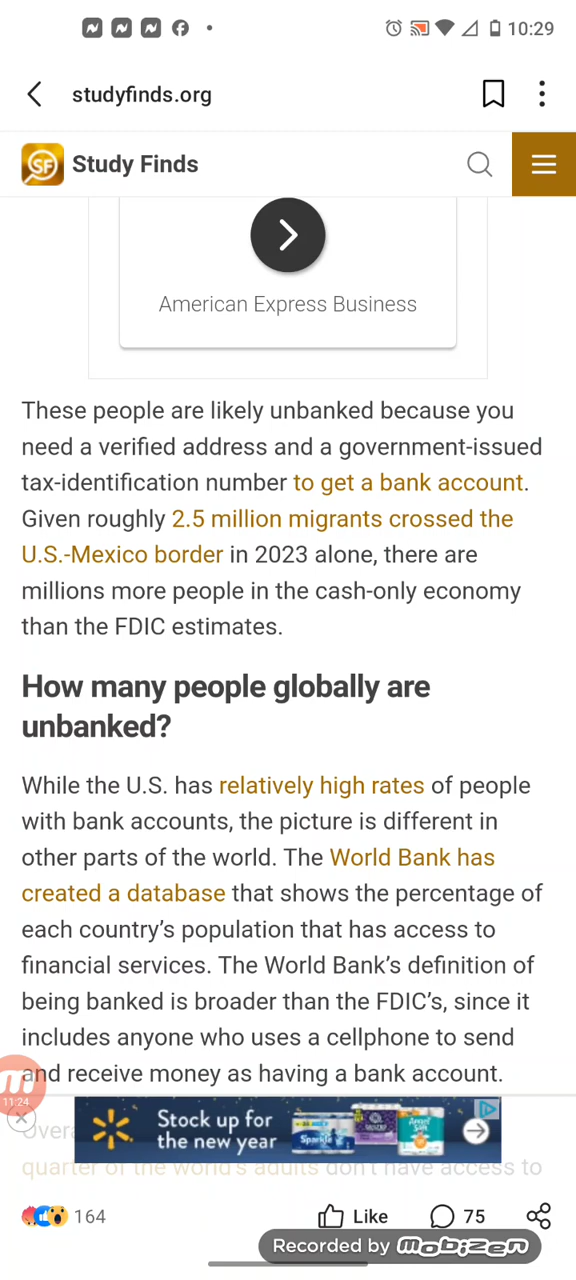 10:29
studyfinds.org
SF
Study Finds
American Express Business
These people are likely unbanked because you
need a verified address and a government-issued
tax-identification number to get a bank account.
Given roughly 2.5 million migrants crossed the
U.S.-Mexico border in 2023 alone, there are
millions more people in the cash-only economy
than the FDIC estimates.
How many people globally are
unbanked?
While the U.S. has relatively high rates of people
with bank accounts, the picture is different in
other parts of the world. The World Bank has
created a database that shows the percentage of
each country's population that has access to
financial services. The World Bank's definition of
being banked is broader than the FDIC's, since it
includes anyone who uses a cellphone to send
and receive money as having a bank account.
11:24
Stock up for
the new year
Sparkle
Angel
Soft
quarter of the world's adults don't have access to
164
Like
75
Recorded by mobizen